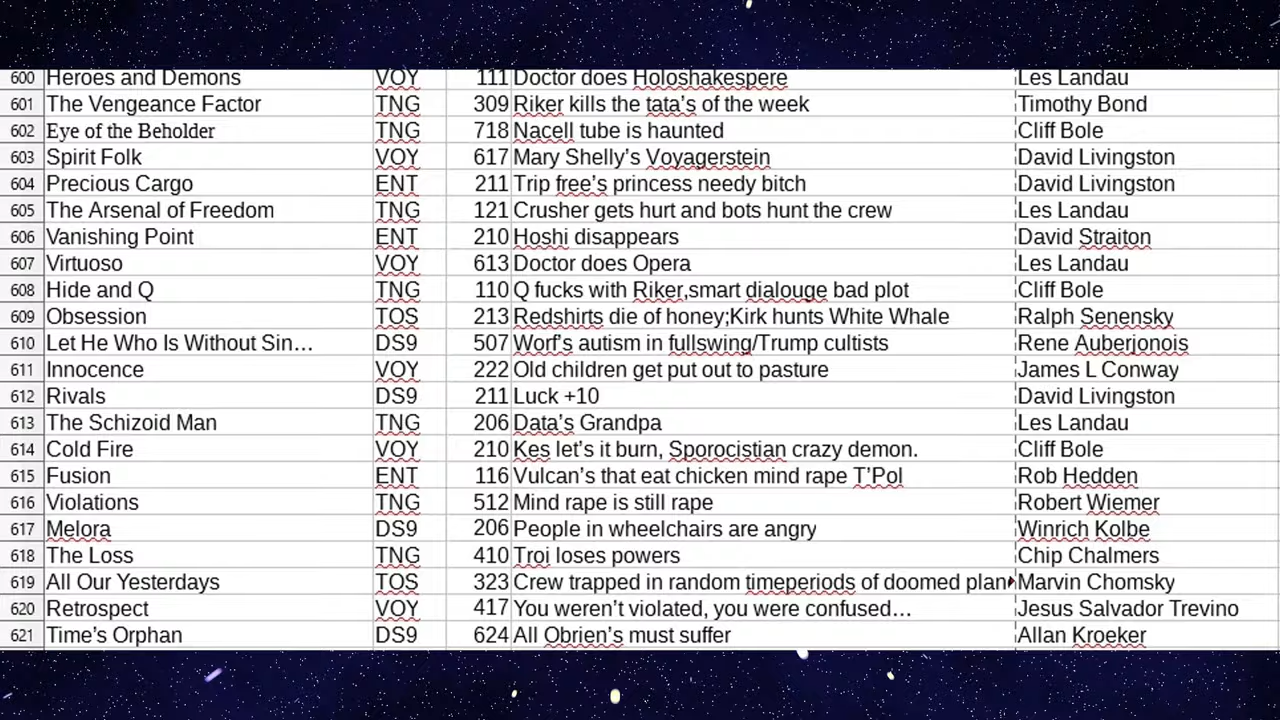 600 Heroes and Demons VOY 111 Doctor does Holoshakespere Les Landau
601 The Vengeance Factor TNG 309 Riker kills the tata's of the week Timothy Bond
602 Eye of the Beholder TNG 718 Nacell tube is haunted Cliff Bole
603 Spirit Folk VOY 617 Mary Shelly's Voyagerstein David Livingston
604 Precious Cargo ENT 211 Trip free's princess needy bitch David Livingston
605 The Arsenal of Freedom TNG 121 Crusher gets hurt and bots hunt the crew Les Landau
606 Vanishing Point ENT 210 Hoshi disappears David Straiton
607 Virtuoso VOY 613 Doctor does Opera Les Landau
608 Hide and Q TNG 110 Q fucks with Riker,smart dialouge bad plot Cliff Bole
609 Obsession TOS 213 Redshirts die of honey;Kirk hunts White Whale Ralph Senensky
610 Let He Who Is Without Sin… DS9 507 Worf's autism in fullswing/Trump cultists Rene Auberjonois
611 Innocence VOY 222 Old children get put out to pasture James L Conway
612 Rivals DS9 211 Luck +10 David Livingston
613 The Schizoid Man TNG 206 Data's Grandpa Les Landau
614 Cold Fire VOY 210 Kes let's it burn, Sporocistian crazy demon. Cliff Bole
615 Fusion ENT 116 Vulcan's that eat chicken mind rape T'Pol Rob Hedden
616 Violations TNG 512 Mind rape is still rape Robert Wiemer
617 Melora DS9 206 People in wheelchairs are angry Winrich Kolbe
618 The Loss TNG 410 Troi loses powers Chip Chalmers
619 All Our Yesterdays TOS 323 Crew trapped in random timeperiods of doomed plan Marvin Chomsky
620 Retrospect VOY 417 You weren't violated, you were confused… Jesus Salvador Trevino
621 Time's Orphan DS9 624 All Obrien's must suffer Allan Kroeker